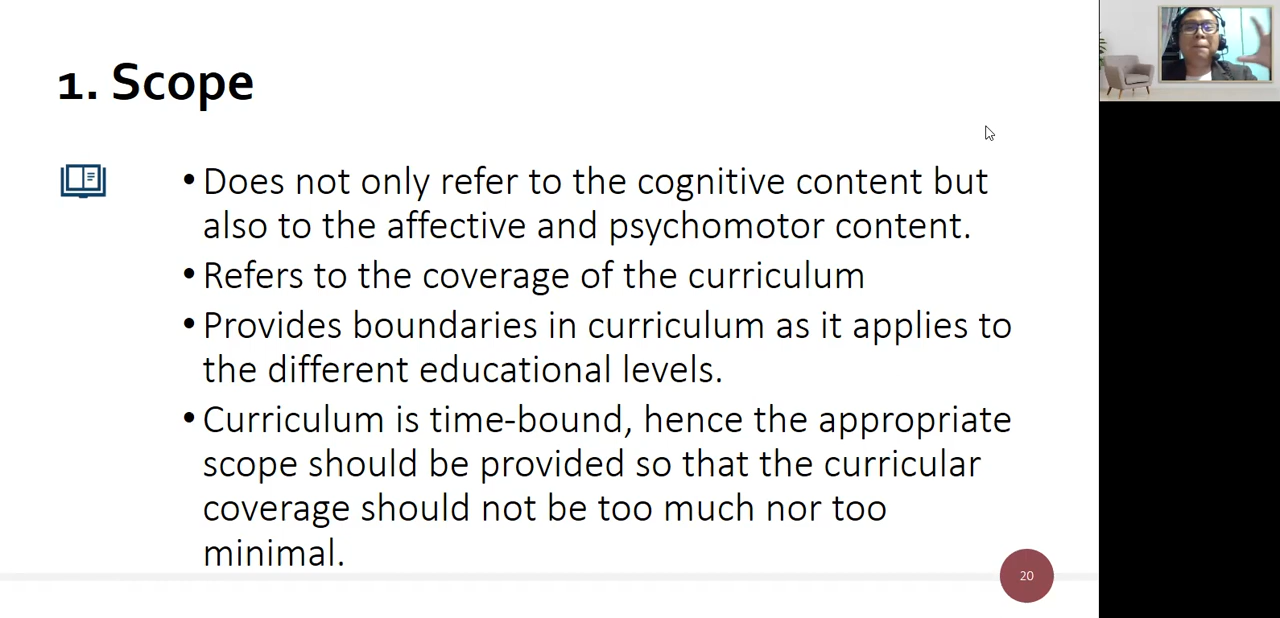 1. Scope
• Does not only refer to the cognitive content but
also to the affective and psychomotor content.
• Refers to the coverage of the curriculum
• Provides boundaries in curriculum as it applies to
the different educational levels.
• Curriculum is time-bound, hence the appropriate
scope should be provided so that the curricular
coverage should not be too much nor too
minimal.
20